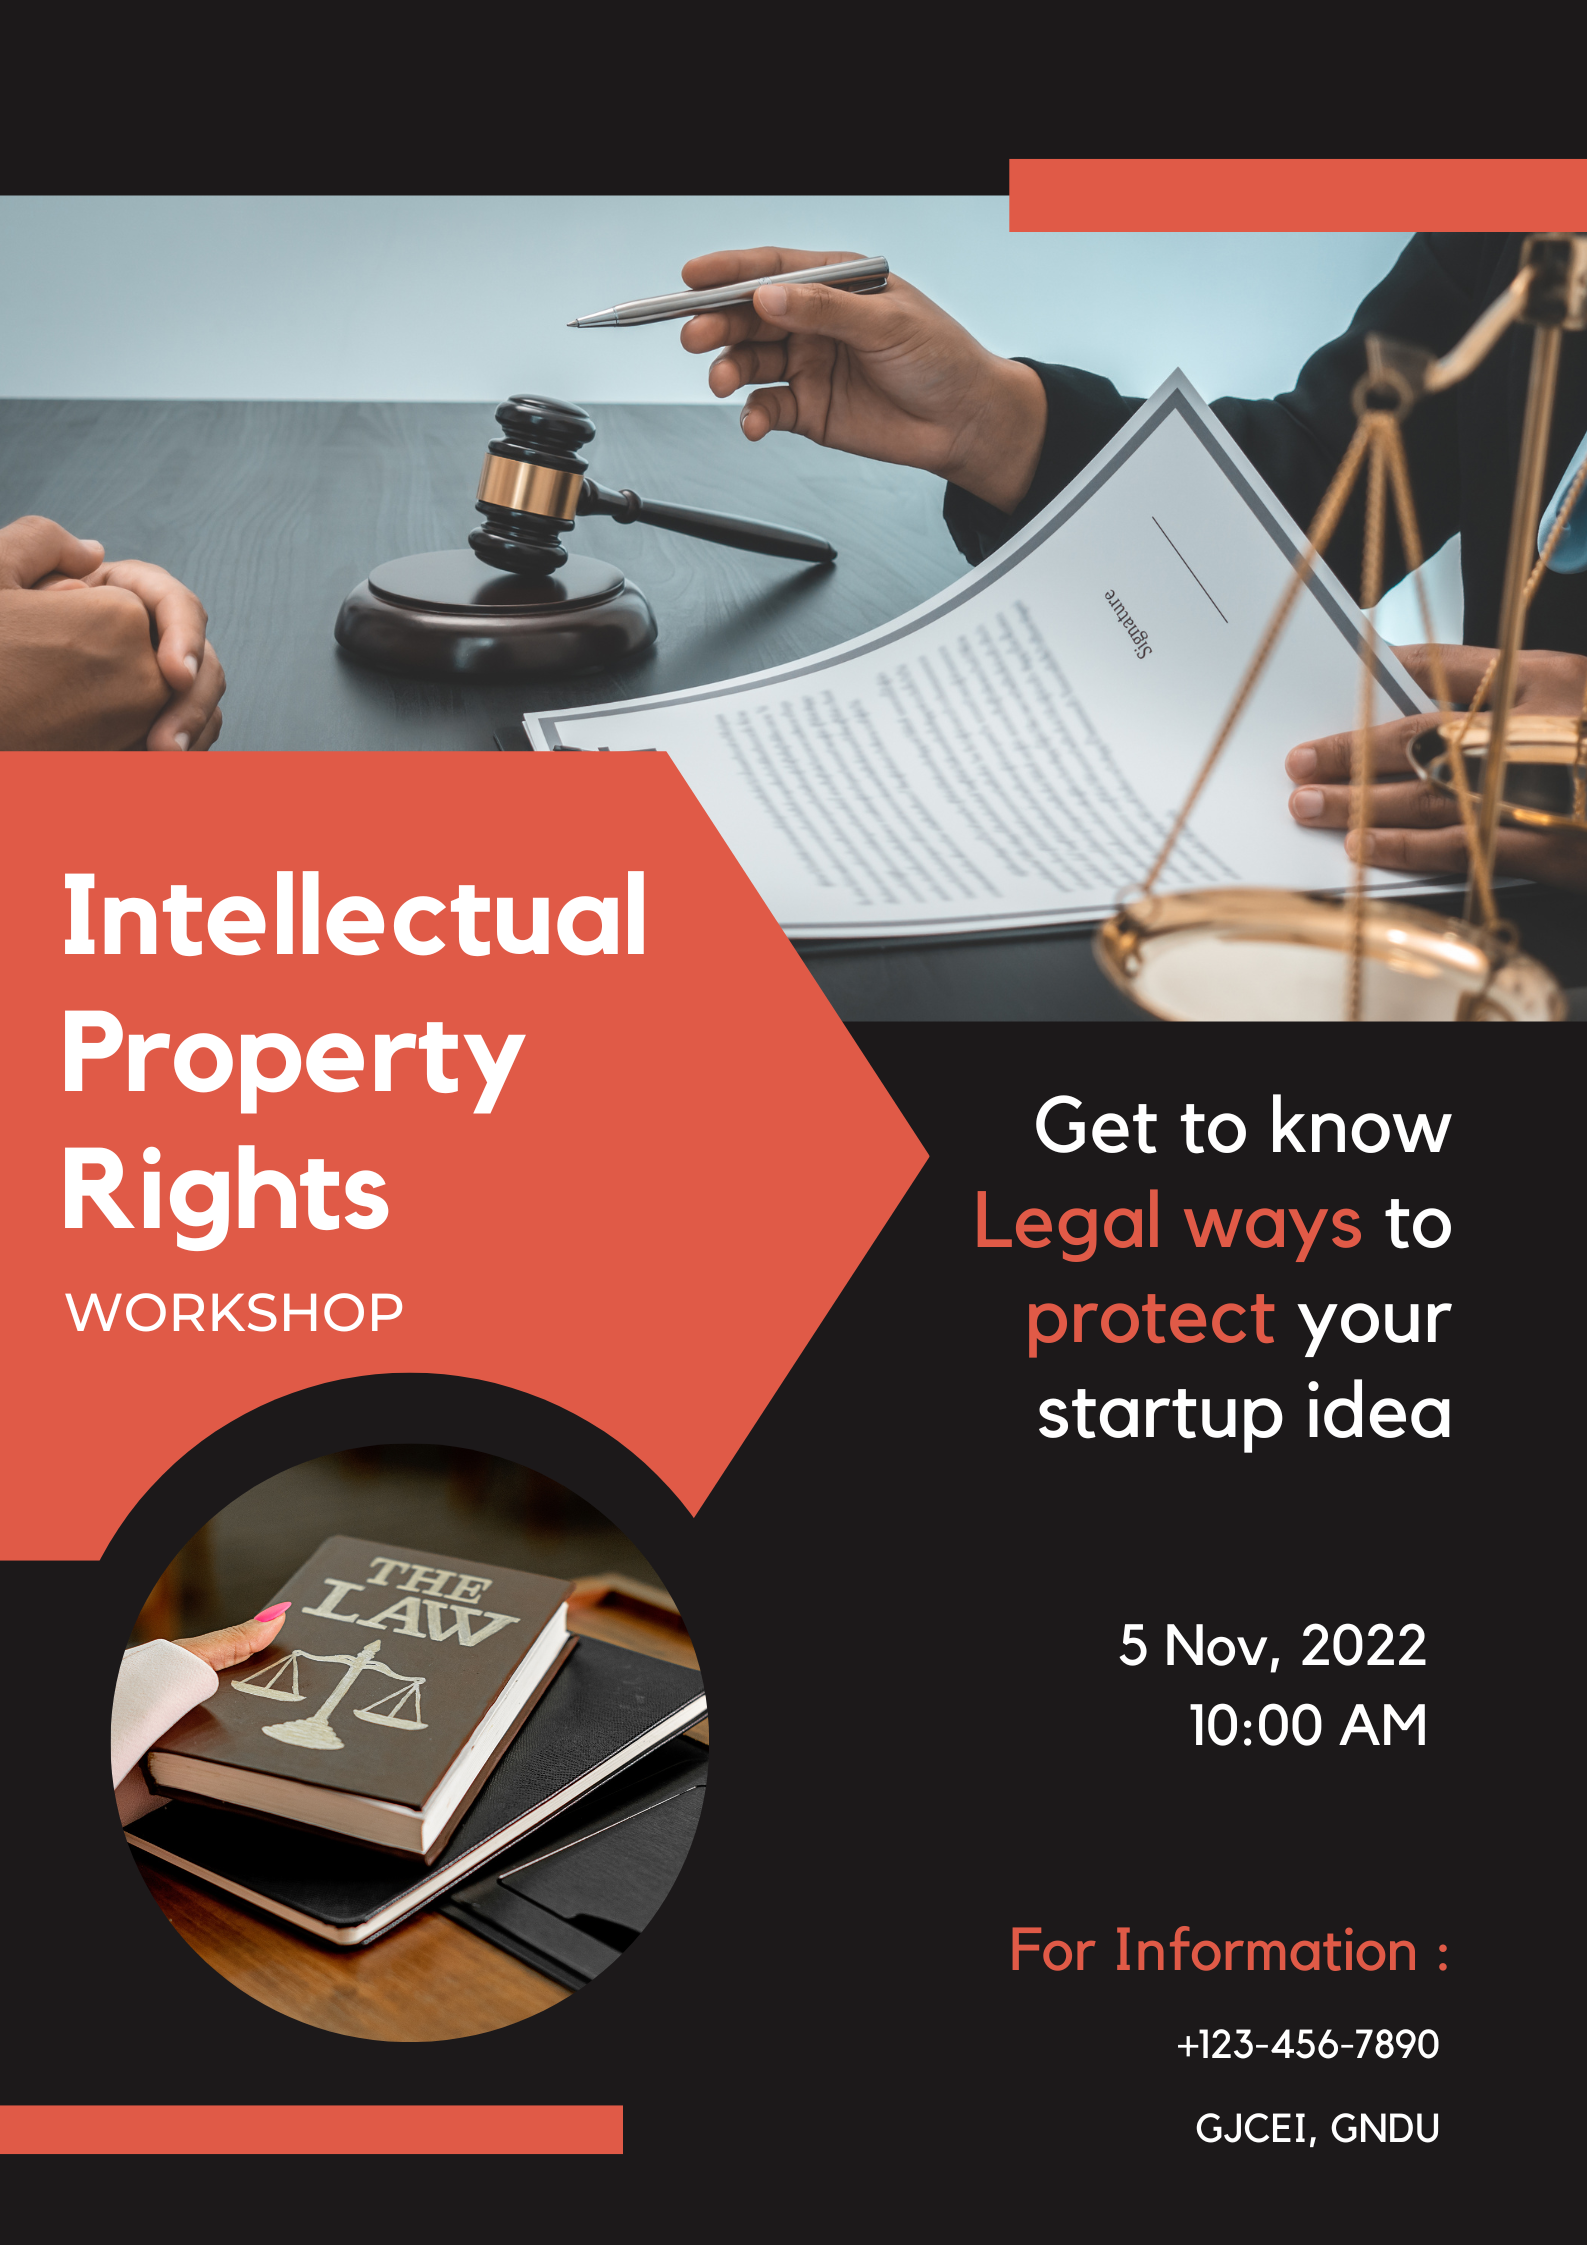 Signature
Intellectual
Property
Rights
WORKSHOP
Get to know
Legal ways to
protect your
startup idea
THE
LAW
5 Nov, 2022
10:00 AM
For Information :
+123-456-7890
GJCEI, GNDU